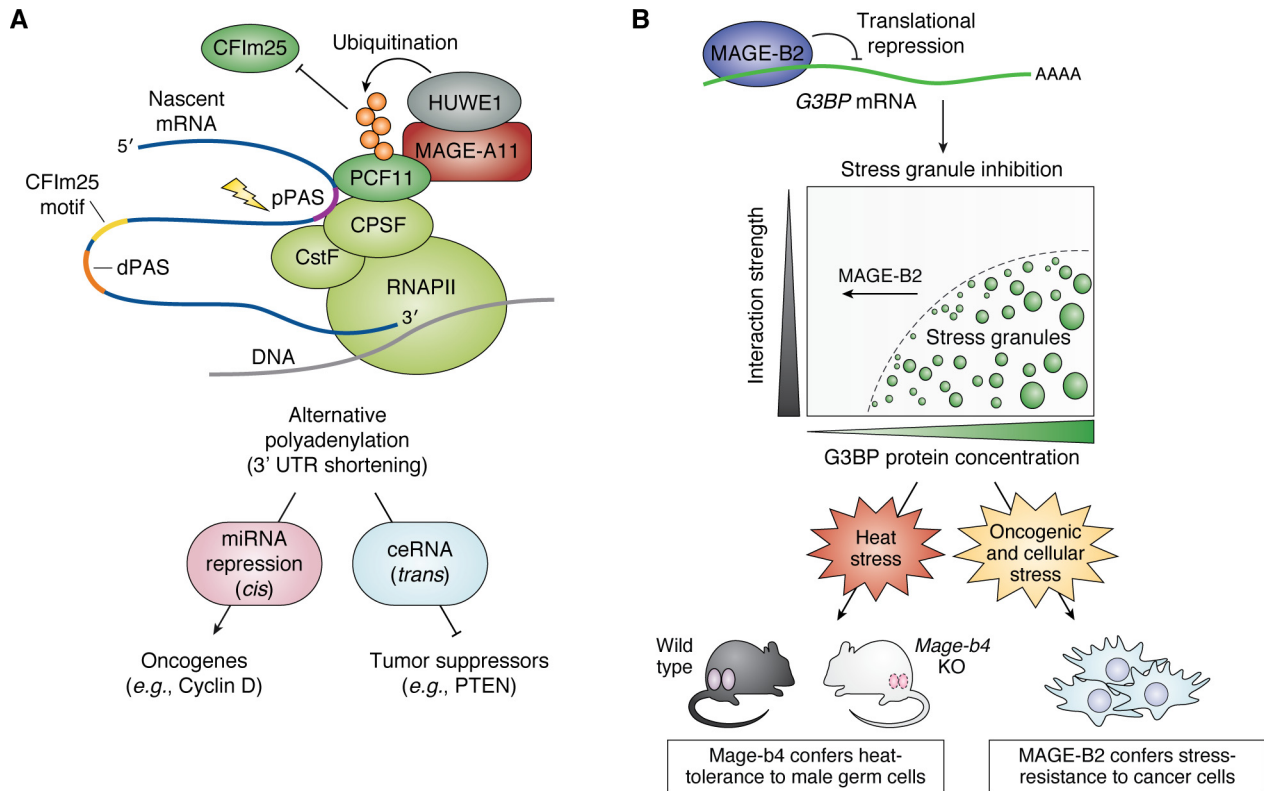 A
CFIm25
Ubiquitination
HUWE1
MAGE-A11
Nascent
mRNA
5′
PCF11
CFIm25
motif
pPAS
CPSF
CstF
dPAS
RNAPII
3′
DNA
Alternative
polyadenylation
(3’ UTR shortening)
miRNA
repression
(cis)
ceRNA
(trans)
Oncogenes
(e.g., Cyclin D)
Tumor suppressors
(e.g., PTEN)
B
MAGE-B2
Translational
repression
AAAA
G3BP mRNA
Stress granule inhibition
Interaction strength
MAGE-B2
Stress granules
G3BP protein concentration
Heat
stress
Oncogenic
and cellular
stress
Wild
type
Mage-b4
KO
Mage-b4 confers heat-
tolerance to male germ cells
MAGE-B2 confers stress-
resistance to cancer cells